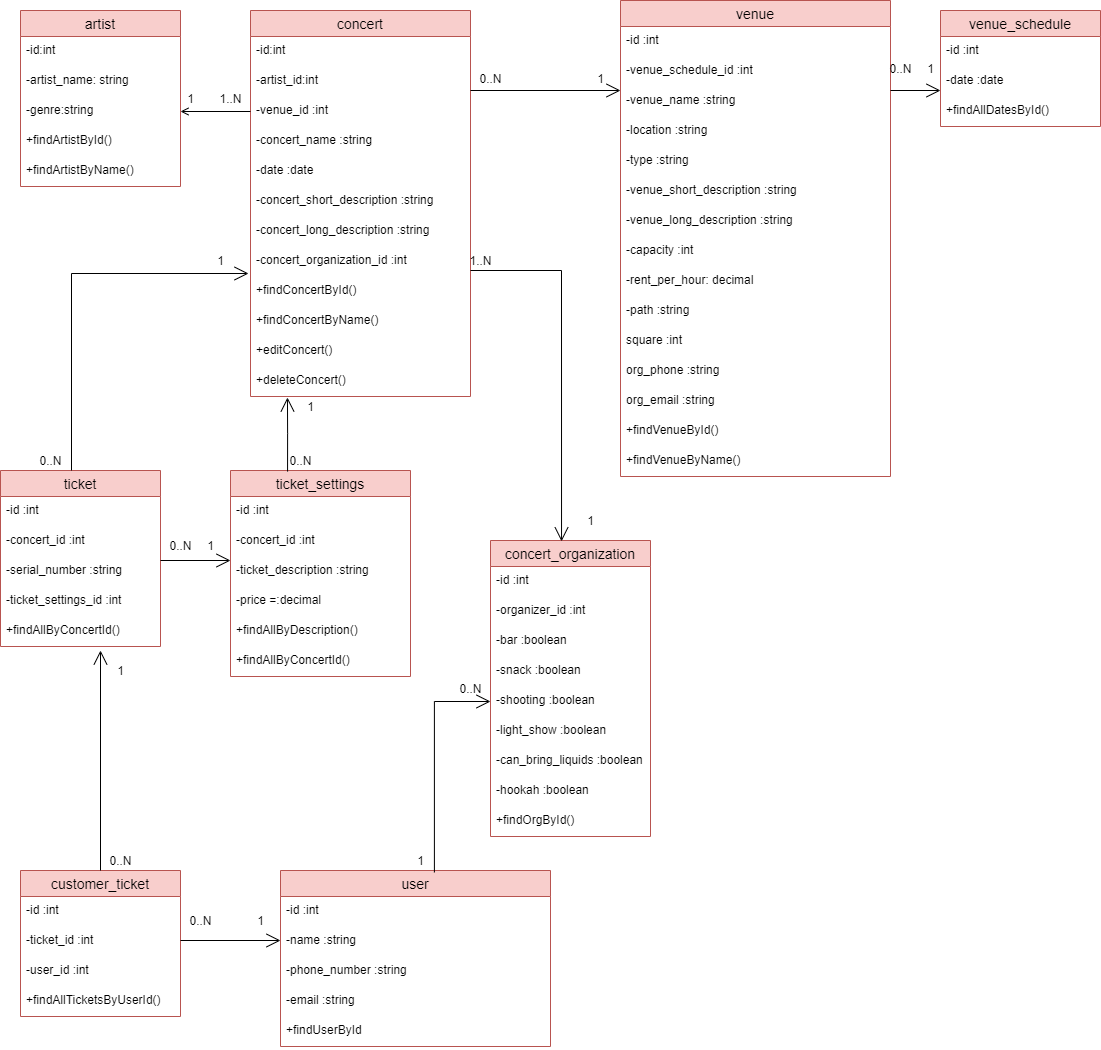 artist
-id:int
-artist_name: string
-genre:string
+findArtistById()
+findArtistByName()
1
1..N
concert
-id:int
-artist_id:int
-venue_id :int
-concert_name :string
-date :date
-concert_short_description :string
-concert_long_description :string
-concert_organization_id :int
+findConcertById()
+findConcertByName()
+editConcert()
+deleteConcert()
0..N
1
venue
-id :int
-venue_schedule_id :int
-venue_name :string
-location :string
-type :string
-venue_short_description :string
-venue_long_description :string
-capacity :int
-rent_per_hour: decimal
-path :string
square :int
org_phone :string
org_email :string
+findVenueById()
+findVenueByName()
0..N
1
venue_schedule
-id :int
-date :date
+findAllDatesById()
1
0..N
1
0..N
1..N
1
ticket
-id :int
-concert_id :int
-serial_number :string
-ticket_settings_id :int
+findAllByConcertId()
0..N
1
ticket_settings
-id :int
-concert_id :int
-ticket_description :string
-price =:decimal
+findAllByDescription()
+findAllByConcertId()
concert_organization
-id :int
-organizer_id :int
-bar :boolean
-snack :boolean
-shooting :boolean
-light_show :boolean
-can_bring_liquids :boolean
-hookah :boolean
+findOrgById()
1
0..N
0..N
1
customer_ticket
-id :int
-ticket_id :int
-user_id :int
+findAllTicketsByUserId()
0..N
1
user
-id :int
-name :string
-phone_number :string
-email :string
+findUserById